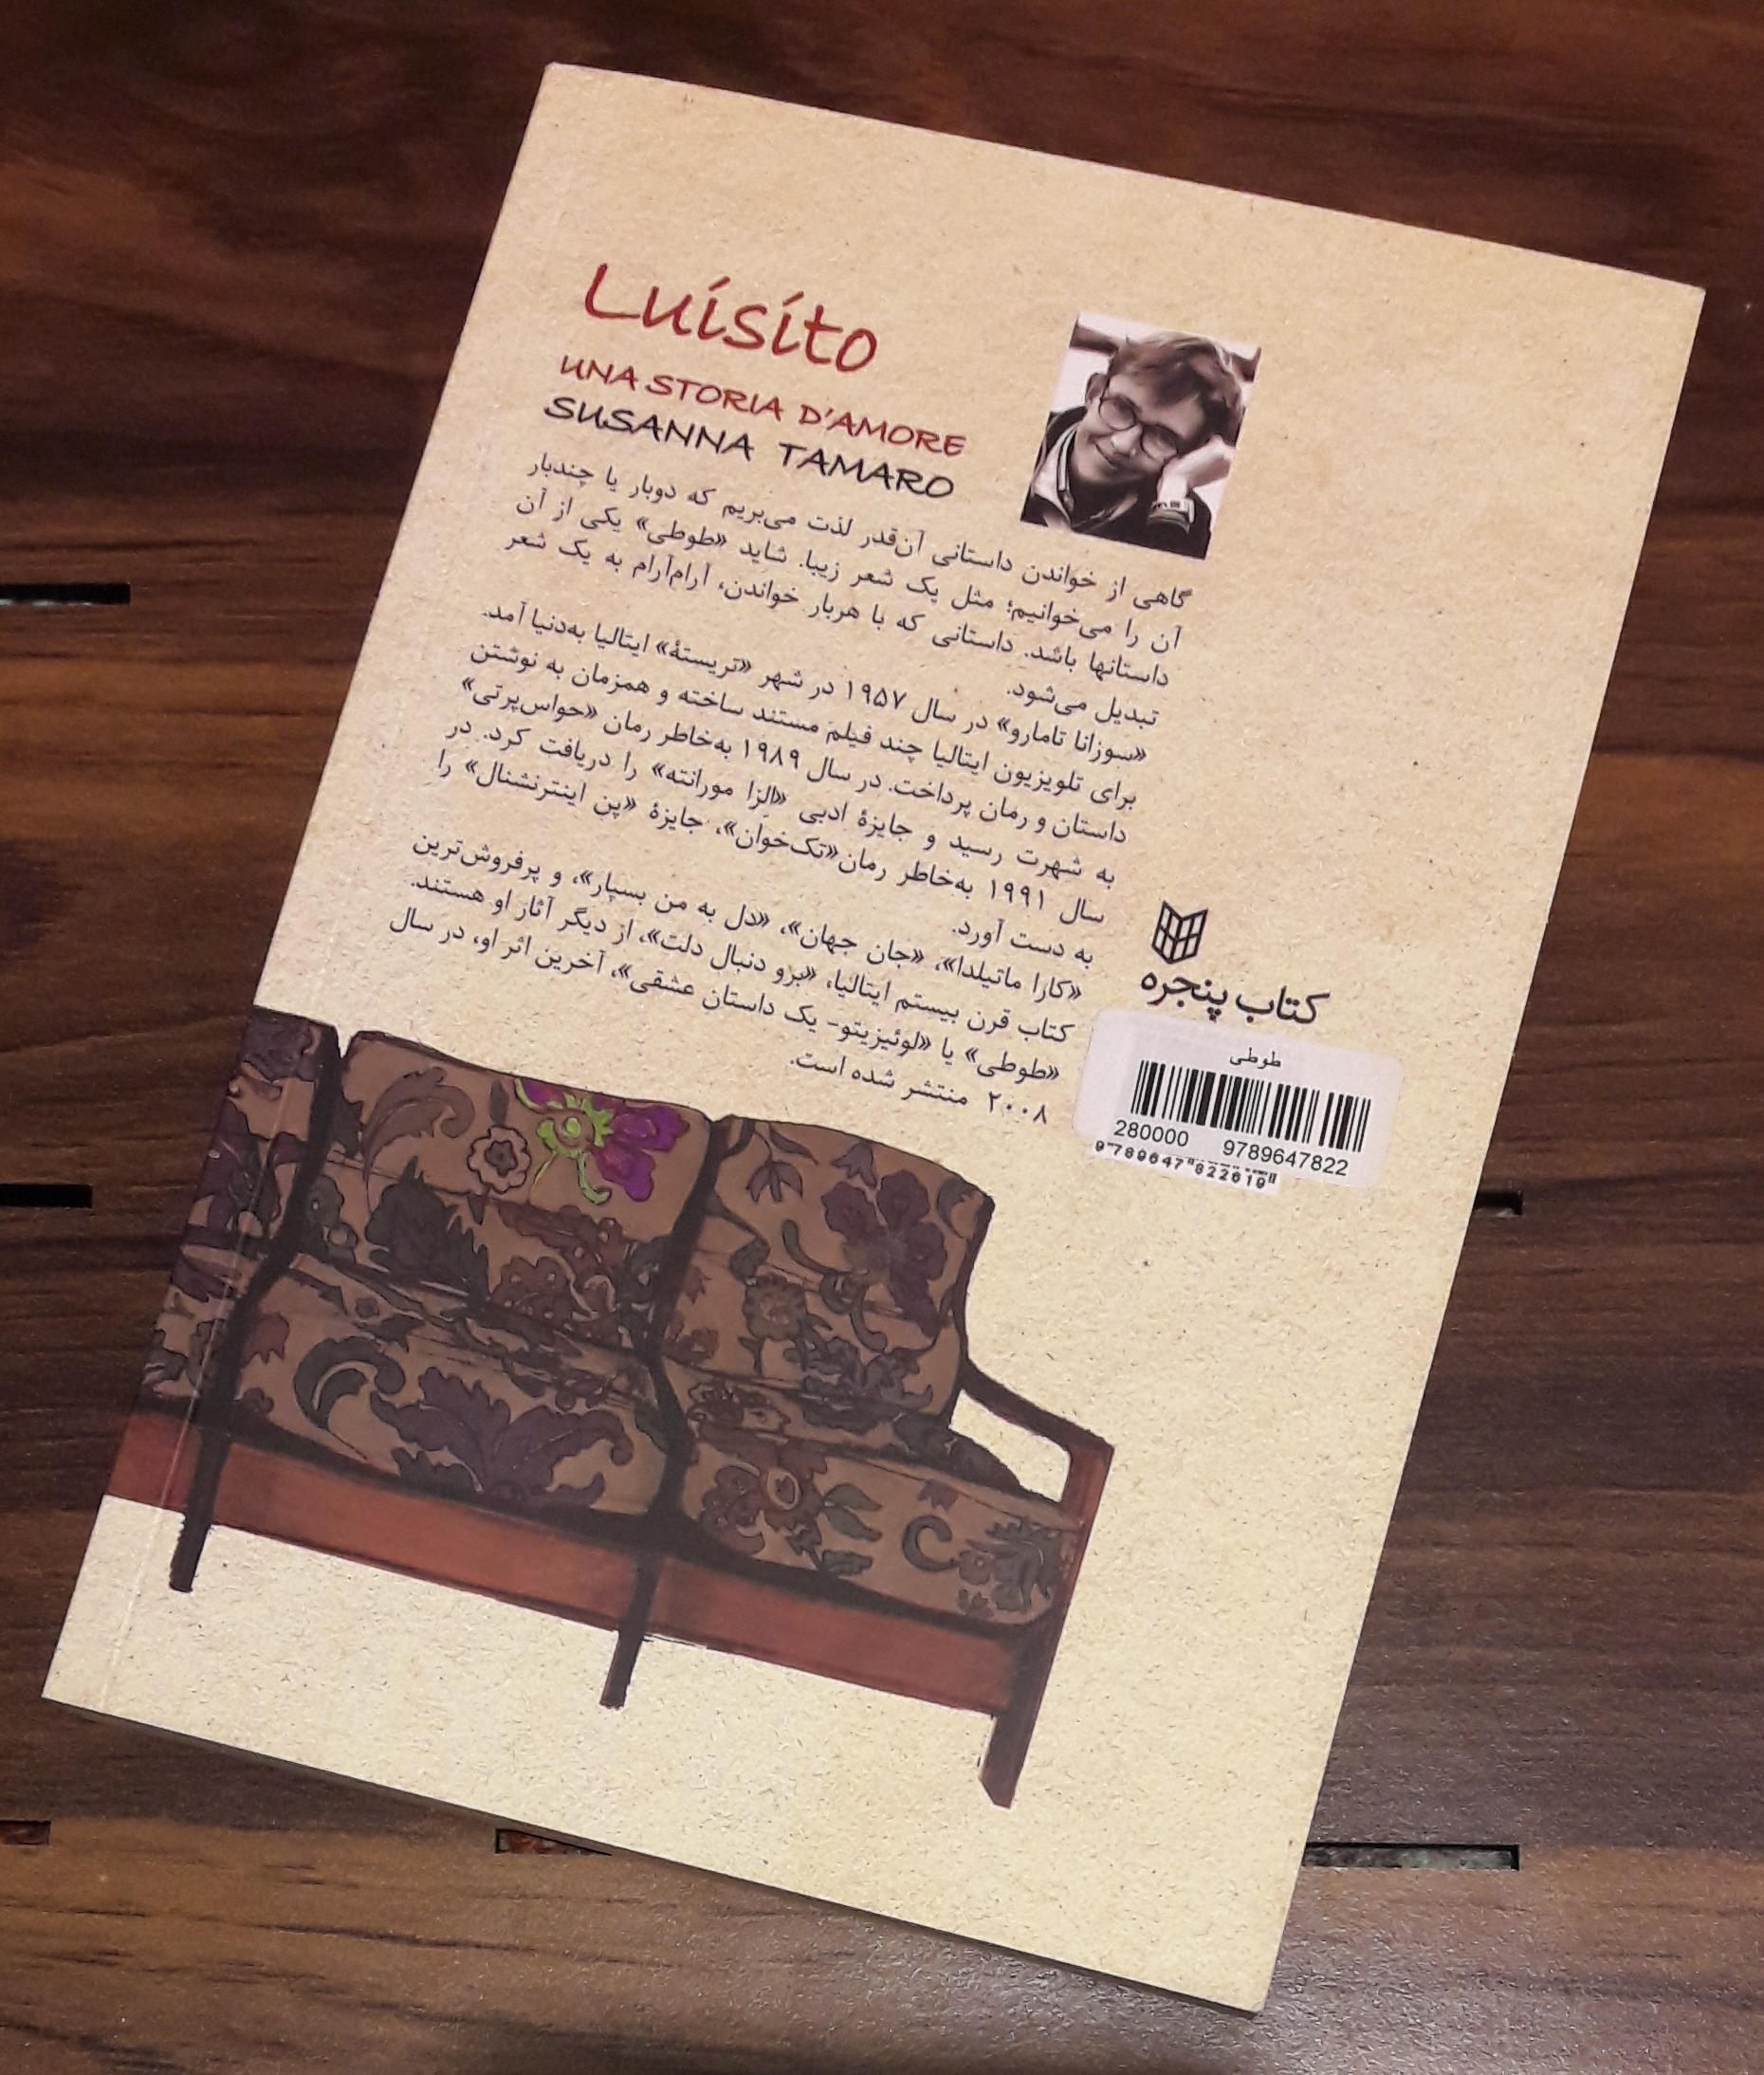 Luisito
UNA STORIA D'AMORE
SUSANNA TAMARO
گاهی از خواندن داستانی آن‌قدر لذت می‌بریم که دوبار یا چندبار
آن را می‌خوانیم؛ مثل یک شعر زیبا. شاید «طوطی» یکی از آن
داستانها باشد. داستانی که با هربار خواندن، آرام‌آرام به یک شعر
تبدیل می‌شود.
«سوزانا تامارو» در سال ۱۹۵۷ در شهر «تریستهٔ» ایتالیا به‌دنیا آمد.
برای تلویزیون ایتالیا چند فیلم مستند ساخته و همزمان به نوشتن
داستان و رمان پرداخت. در سال ۱۹۸۹ به‌خاطر رمان «حواس‌پرتی»
به شهرت رسید و جایزهٔ ادبی «الزا مورانته» را دریافت کرد. در
سال ۱۹۹۱ به‌خاطر رمان«تک‌خوان»، جایزهٔ «پن اینترنشنال» را
به دست آورد.
«کارا ماتیلدا»، «جان جهان»، «دل به من بسپار»، و پرفروش‌ترین
کتاب قرن بیستم ایتالیا، «برو دنبال دلت»، از دیگر آثار او هستند.
«طوطی» یا «لوئیزیتو- یک داستان عشقی»، آخرین اثر او، در سال
۲۰۰۸ منتشر شده است.
کتاب پنجره
طوطی
280000 9789647822
9"789647"822619"